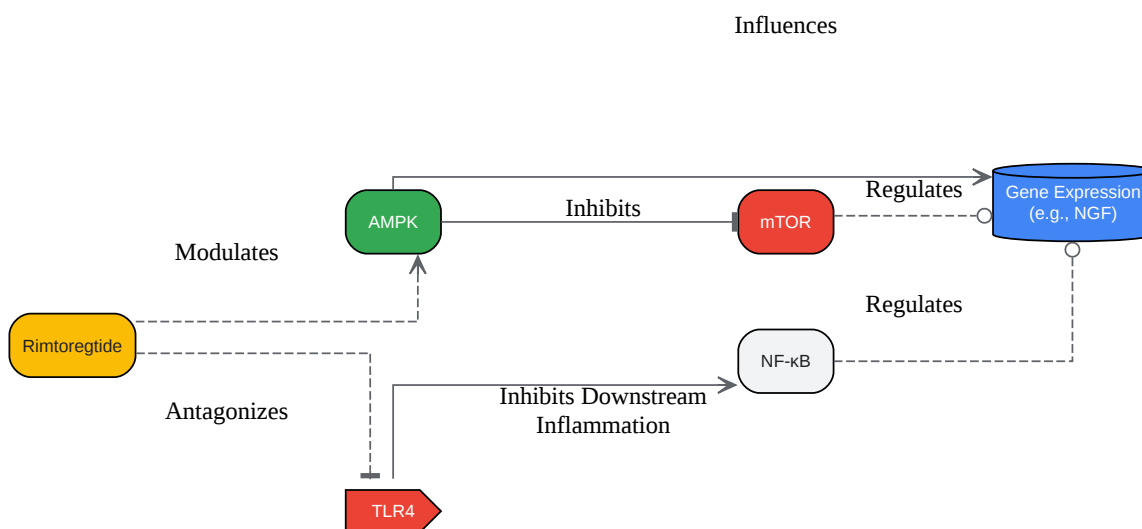 Influences
Regulates
Gene Expression
(e.g., NGF)
AMPK
Inhibits
mTOR
Modulates
Regulates
Rimtoregtide
NF-κB
Antagonizes
Inhibits Downstream
Inflammation
TLR4